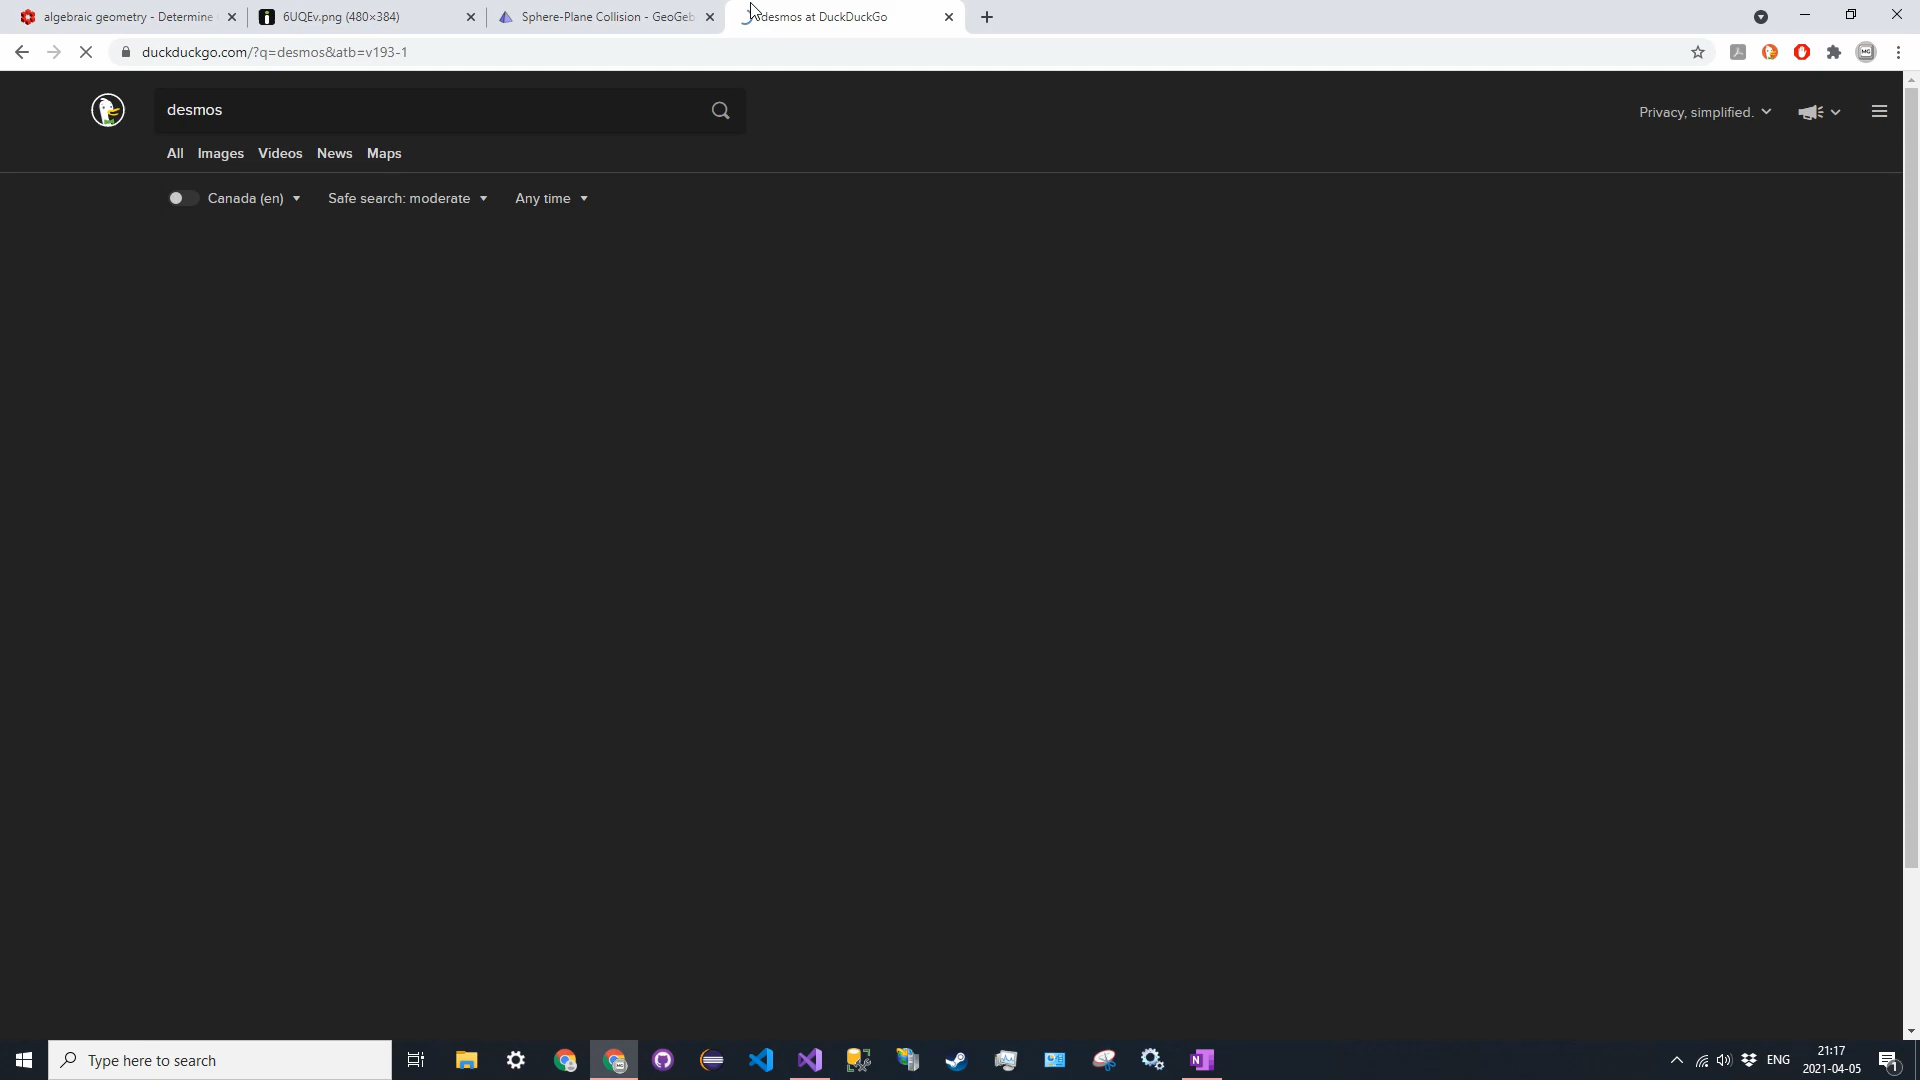 algebraic geometry - Determine
6UQEv.png (480×384)
Sphere-Plane Collision - GeoGeb
desmos at DuckDuckGo
duckduckgo.com/?q=desmos&atb=v193-1
desmos
Privacy, simplified.
All Images Videos News Maps
Canada (en) Safe search: moderate Any time
Type here to search
ENG
21:17
2021-04-05
1